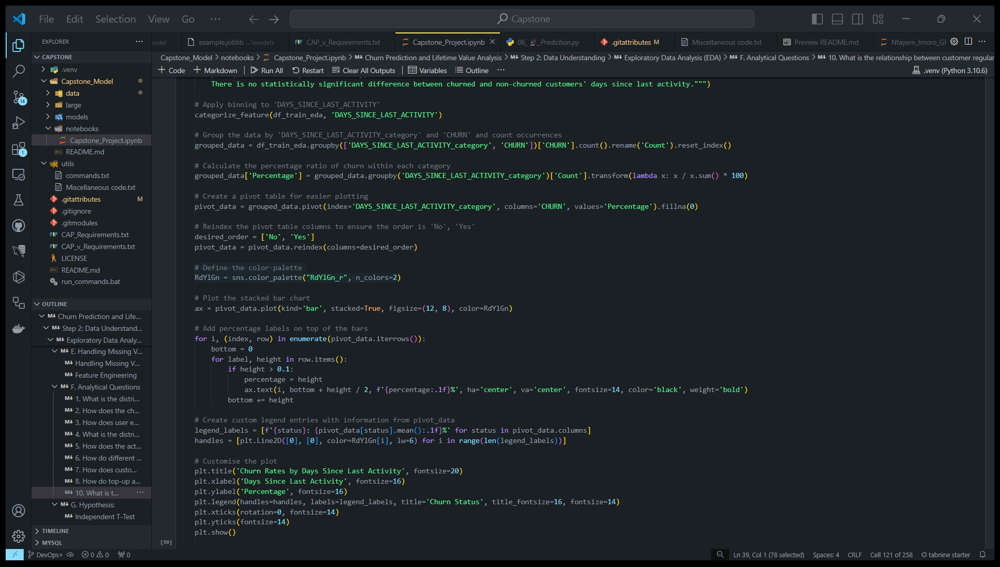 File Edit Selection View Go ··· Capstone
EXPLORER ···
CAPSTONE
.venv
Capstone_Model
data
large
models
notebooks
Capstone_Project.ipynb
README.md
utils
commands.txt
Miscellaneous code.txt
.gitattributes M
.gitignore
.gitmodules
CAP_Requirements.txt
CAP_v_Requirements.txt
LICENSE
README.md
run_commands.bat
14
1
OUTLINE
Churn Prediction and Life...
Step 2: Data Understand...
Exploratory Data Analy...
E. Handling Missing V...
Handling Missing V...
Feature Engineering
F. Analytical Questions
1. What is the distri...
2. How does the ch...
3. How does user e...
4. What is the distri...
5. How does the act...
6. How do different ...
7. How does custo...
8. How do top-up a...
10. What is t... ···
G. Hypothesis:
Independent T-Test
TIMELINE
MYSQL
model example.joblib ...\models CAP_v_Requirements.txt Capstone_Project.ipynb 06_ _Prediction.py .gitattributes M Miscellaneous code.txt Preview README.md Nfayem_Imoro_GI ···
Capstone_Model > notebooks > Capstone_Project.ipynb > Churn Prediction and Lifetime Value Analysis > Step 2: Data Understanding > Exploratory Data Analysis (EDA) > F. Analytical Questions > 10. What is the relationship between customer regular
+ Code + Markdown | Run All Restart Clear All Outputs | Variables Outline ··· .venv (Python 3.10.6)
There is no statistically significant difference between churned and non-churned customers' days since last activity.""")
# Apply binning to 'DAYS_SINCE_LAST_ACTIVITY'
categorize_feature(df_train_eda, 'DAYS_SINCE_LAST_ACTIVITY')
# Group the data by 'DAYS_SINCE_LAST_ACTIVITY_category' and 'CHURN' and count occurrences
grouped_data = df_train_eda.groupby(['DAYS_SINCE_LAST_ACTIVITY_category', 'CHURN'])['CHURN'].count().rename('Count').reset_index()
# Calculate the percentage ratio of churn within each category
grouped_data['Percentage'] = grouped_data.groupby('DAYS_SINCE_LAST_ACTIVITY_category')['Count'].transform(lambda x: x / x.sum() * 100)
# Create a pivot table for easier plotting
pivot_data = grouped_data.pivot(index='DAYS_SINCE_LAST_ACTIVITY_category', columns='CHURN', values='Percentage').fillna(0)
# Reindex the pivot table columns to ensure the order is 'No', 'Yes'
desired_order = ['No', 'Yes']
pivot_data = pivot_data.reindex(columns=desired_order)
# Define the color palette
RdYlGn = sns.color_palette("RdYlGn_r", n_colors=2)
# Plot the stacked bar chart
ax = pivot_data.plot(kind='bar', stacked=True, figsize=(12, 8), color=RdYlGn)
# Add percentage labels on top of the bars
for i, (index, row) in enumerate(pivot_data.iterrows()):
bottom = 0
for label, height in row.items():
if height > 0.1:
percentage = height
ax.text(i, bottom + height / 2, f'{percentage:.1f}%', ha='center', va='center', fontsize=14, color='black', weight='bold')
bottom += height
# Create custom legend entries with information from pivot_data
legend_labels = [f'{status}: {pivot_data[status].mean():.1f}%' for status in pivot_data.columns]
handles = [plt.Line2D([0], [0], color=RdYlGn[i], lw=6) for i in range(len(legend_labels))]
# Customise the plot
plt.title('Churn Rates by Days Since Last Activity', fontsize=20)
plt.xlabel('Days Since Last Activity', fontsize=16)
plt.ylabel('Percentage', fontsize=16)
plt.legend(handles=handles, labels=legend_labels, title='Churn Status', title_fontsize=16, fontsize=14)
plt.xticks(rotation=0, fontsize=14)
plt.yticks(fontsize=14)
plt.show()
[59]
DevOps+ 0 0 0 Ln 39, Col 1 (78 selected) Spaces: 4 CRLF Cell 121 of 258 tabnine starter